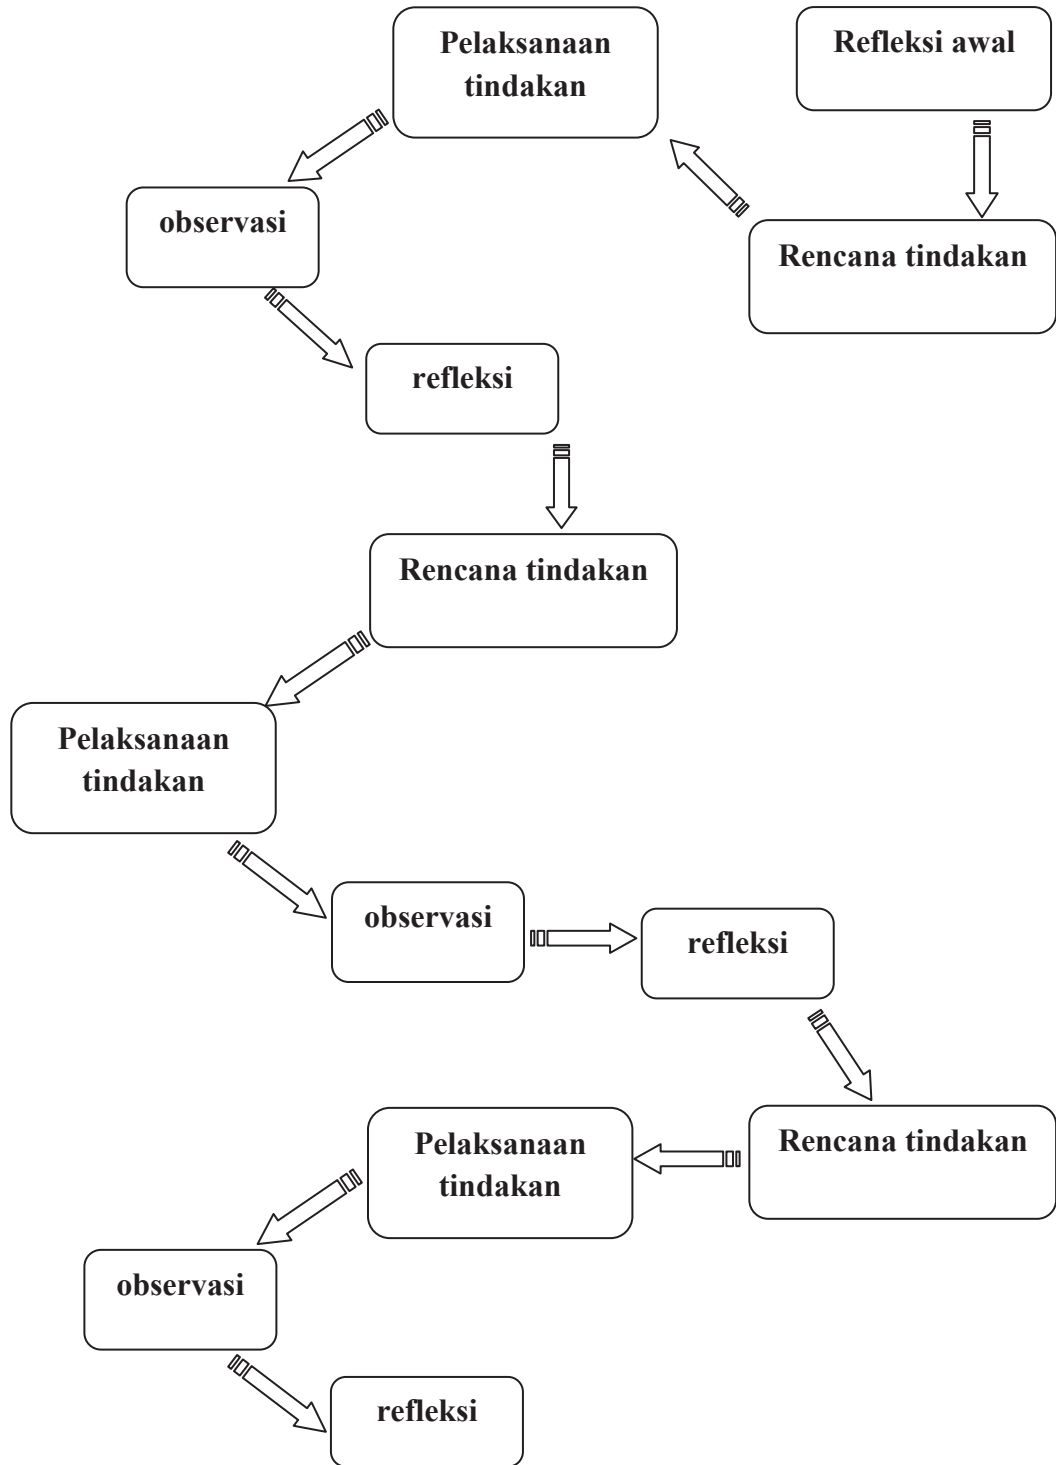 Refleksi awal
Rencana tindakan
Pelaksanaan
tindakan
observasi
refleksi
Rencana tindakan
Pelaksanaan
tindakan
observasi
refleksi
Rencana tindakan
Pelaksanaan
tindakan
observasi
refleksi